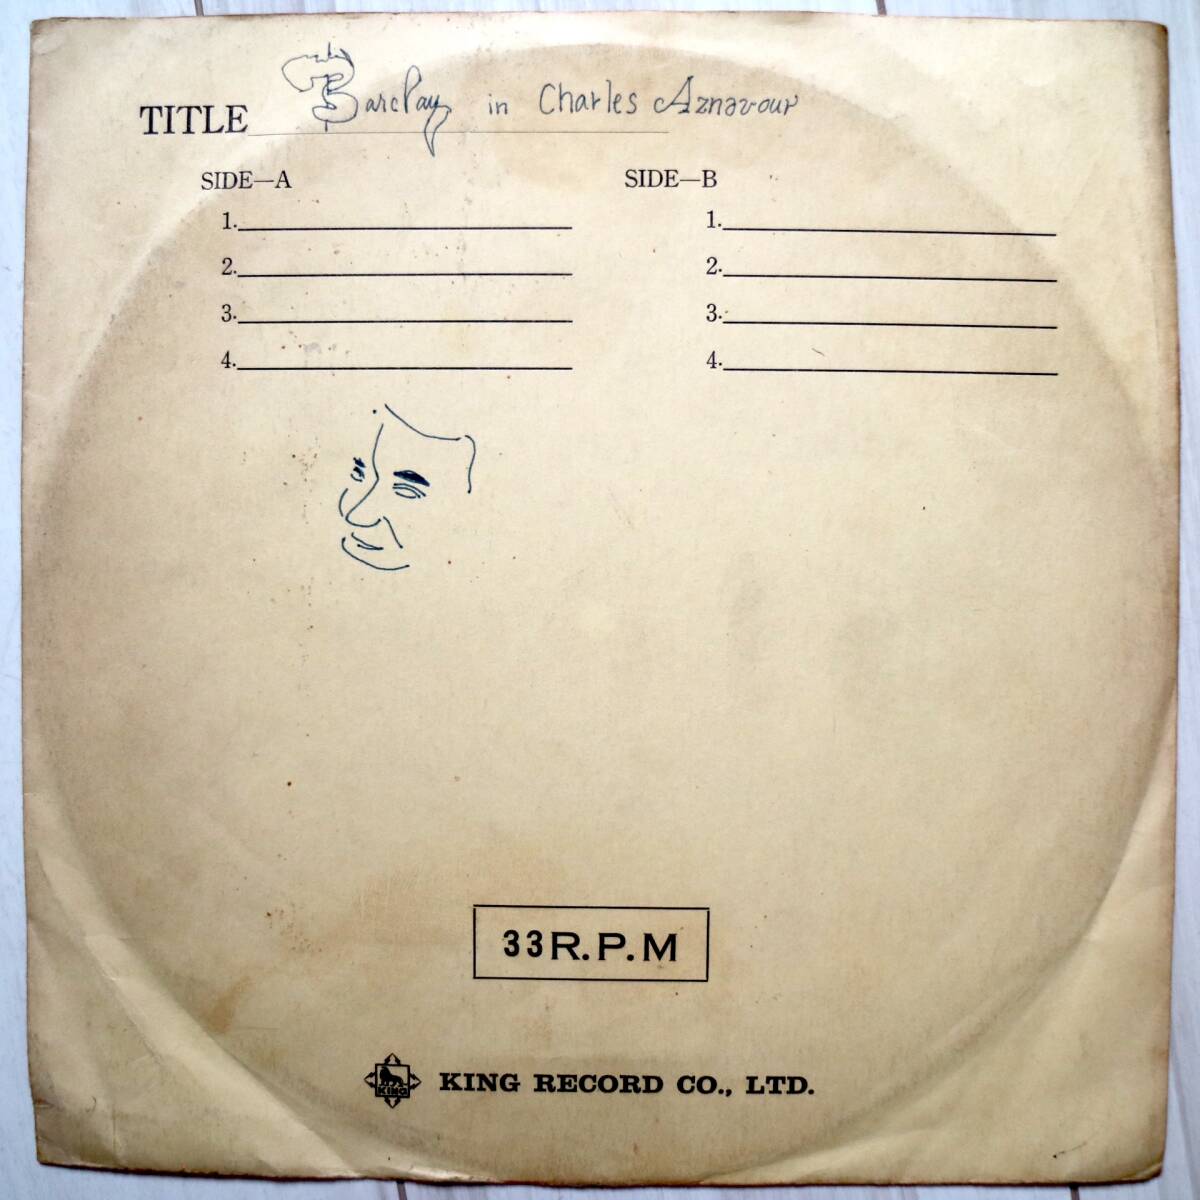 TITLE Barclay in Charles Aznavour
SIDE—A SIDE—B
1. 1.
2. 2.
3. 3.
4. 4.
33 R.P.M
KING KING RECORD CO., LTD.